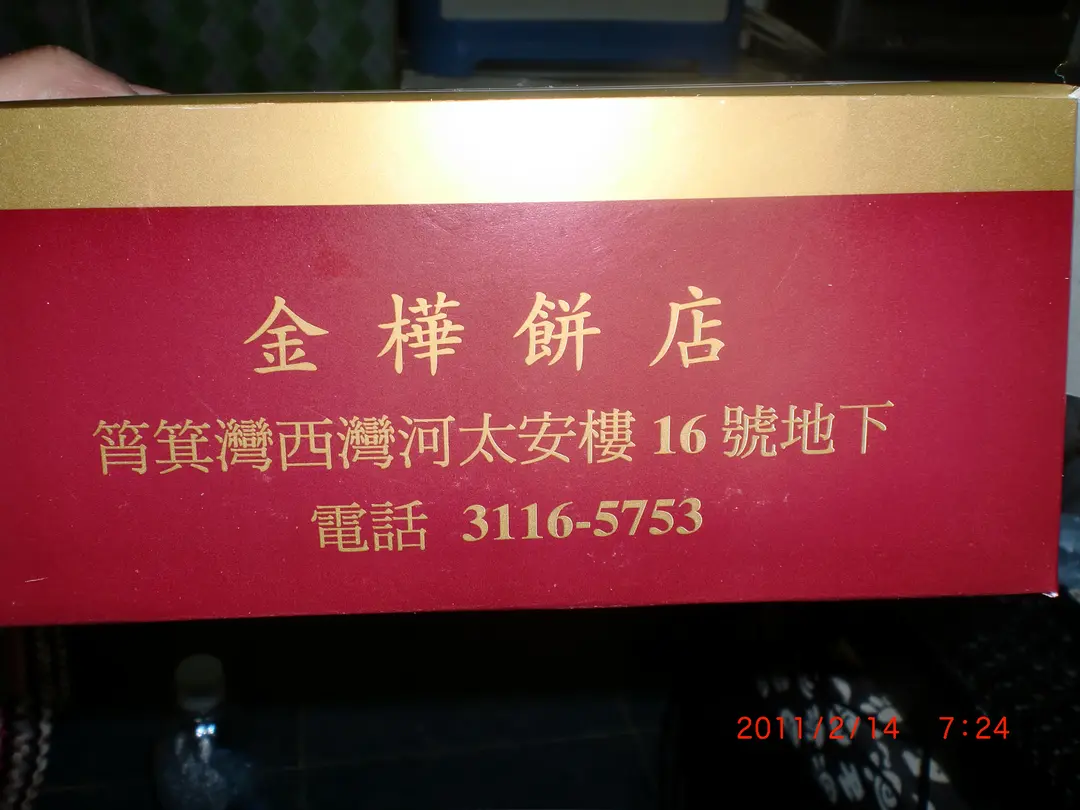 金樺餅店
筲箕灣西灣河太安樓 16 號地下
電話 3116-5753
2011/2/14 7:24